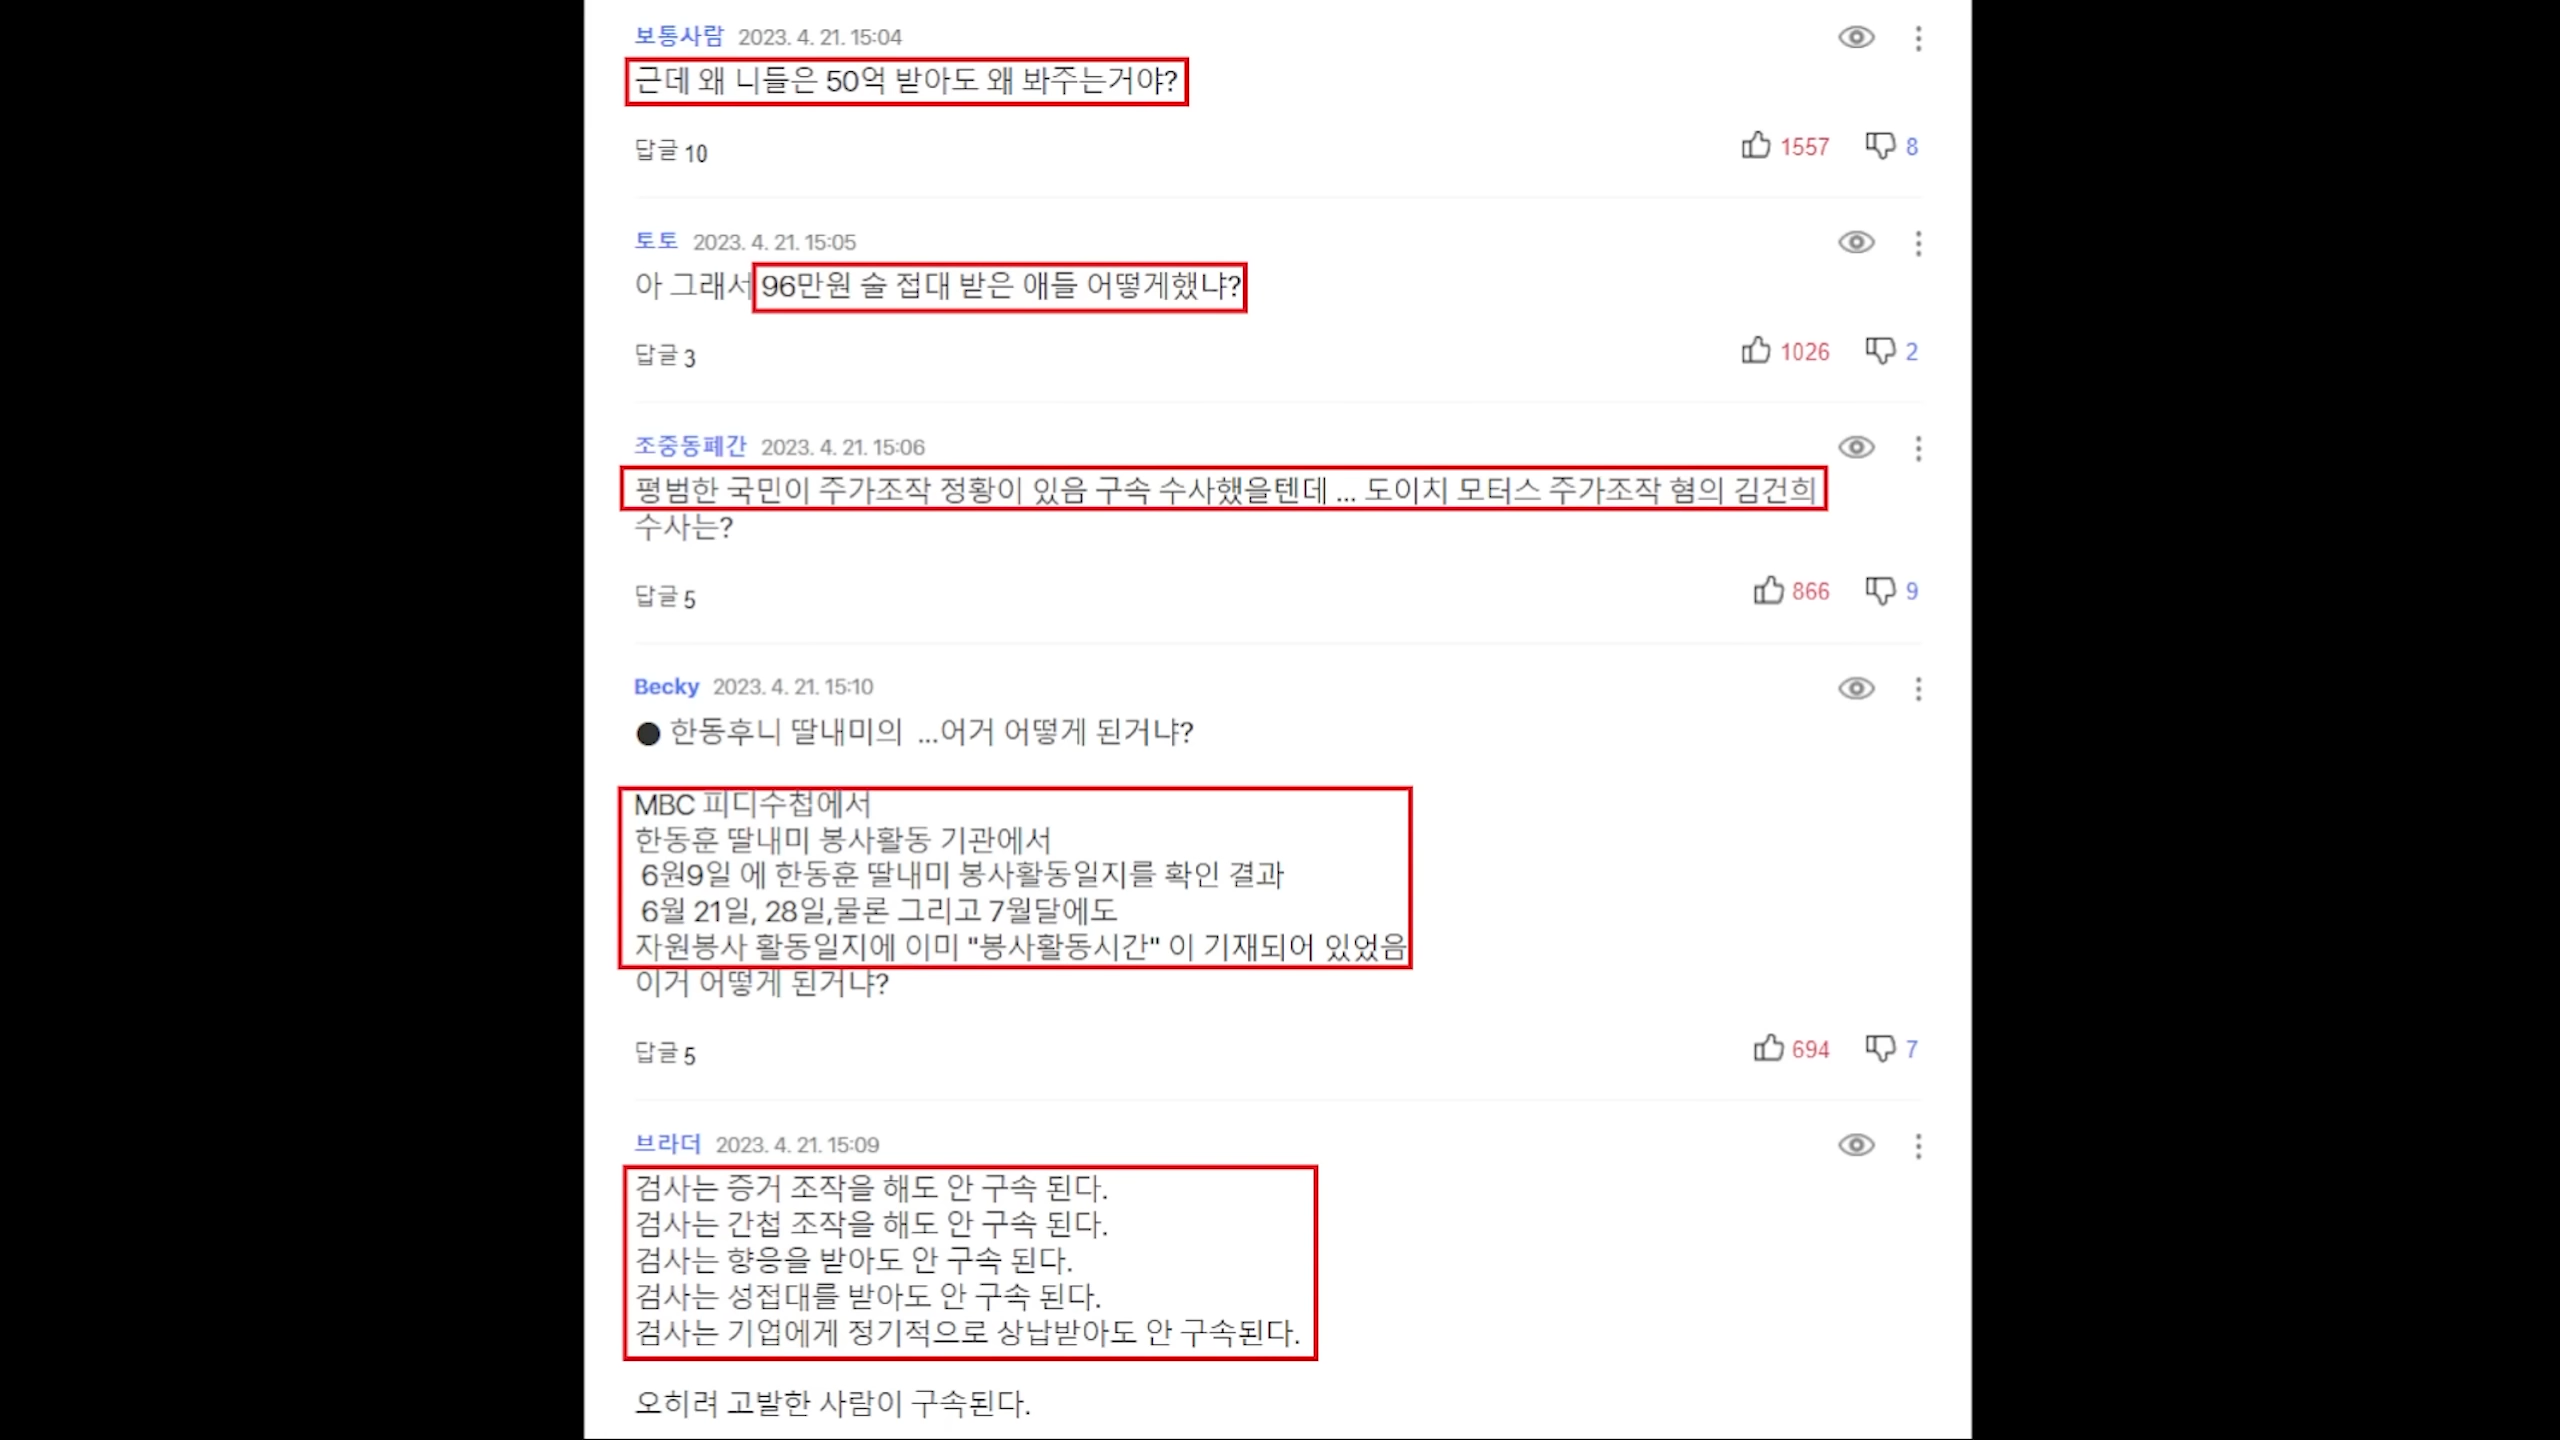 보통사람 2023. 4. 21. 15:04
근데 왜 니들은 50억 받아도 왜 봐주는거야?
답글 10 1557 8
토토 2023. 4. 21. 15:05
아 그래서 96만원 술 접대 받은 애들 어떻게했냐?
답글 3 1026 2
조중동폐간 2023. 4. 21. 15:06
평범한 국민이 주가조작 정황이 있음 구속 수사했을텐데 ... 도이치 모터스 주가조작 혐의 김건희
수사는?
답글 5 866 9
Becky 2023. 4. 21. 15:10
● 한동후니 딸내미의 ...어거 어떻게 된거냐?
MBC 피디수첩에서
한동훈 딸내미 봉사활동 기관에서
6원9일 에 한동훈 딸내미 봉사활동일지를 확인 결과
6월 21일, 28일,물론 그리고 7월달에도
자원봉사 활동일지에 이미 "봉사활동시간" 이 기재되어 있었음
이거 어떻게 된거냐?
답글 5 694 7
브라더 2023. 4. 21. 15:09
검사는 증거 조작을 해도 안 구속 된다.
검사는 간첩 조작을 해도 안 구속 된다.
검사는 향응을 받아도 안 구속 된다.
검사는 성접대를 받아도 안 구속 된다.
검사는 기업에게 정기적으로 상납받아도 안 구속된다.
오히려 고발한 사람이 구속된다.